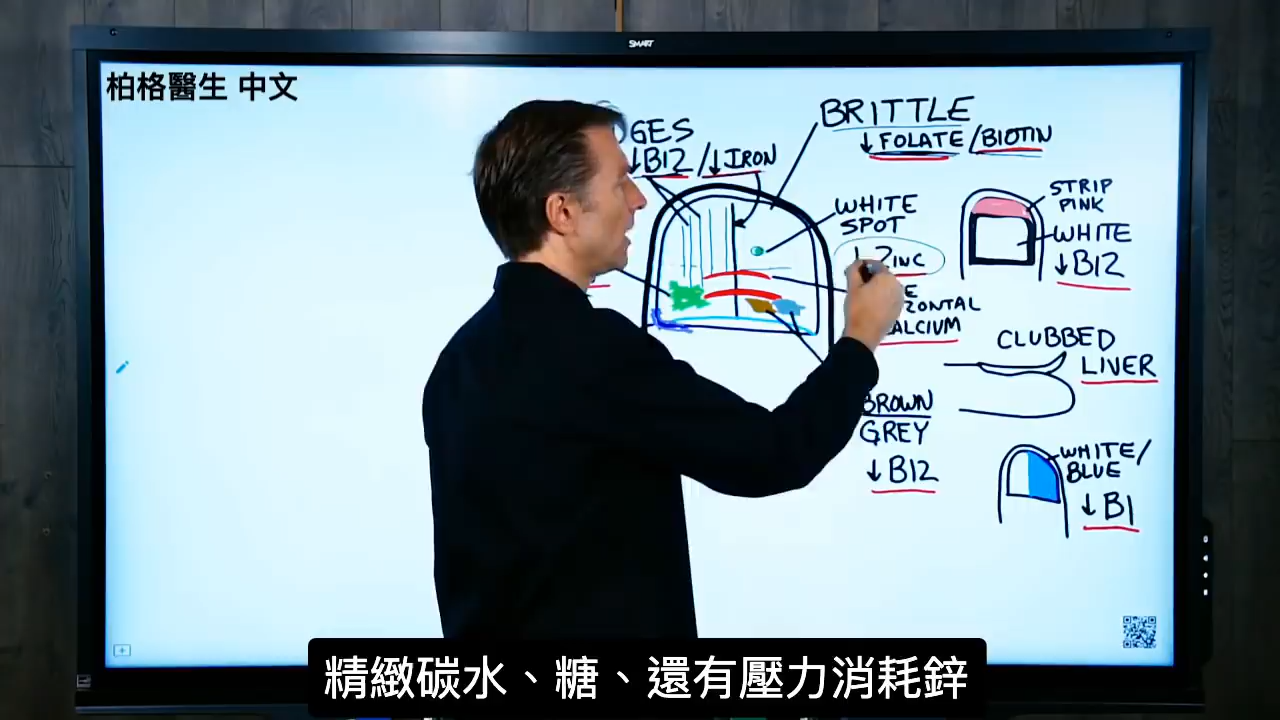 SMART
柏格醫生 中文
GES
↓B12 / ↓IRON
BRITTLE
↓FOLATE / BIOTIN
WHITE
SPOT
↓ZINC
ZONTAL
CALCIUM
STRIP
PINK
WHITE
↓B12
CLUBBED
LIVER
BROWN
GREY
↓B12
WHITE/
BLUE
↓B1
精緻碳水、糖、還有壓力消耗鋅